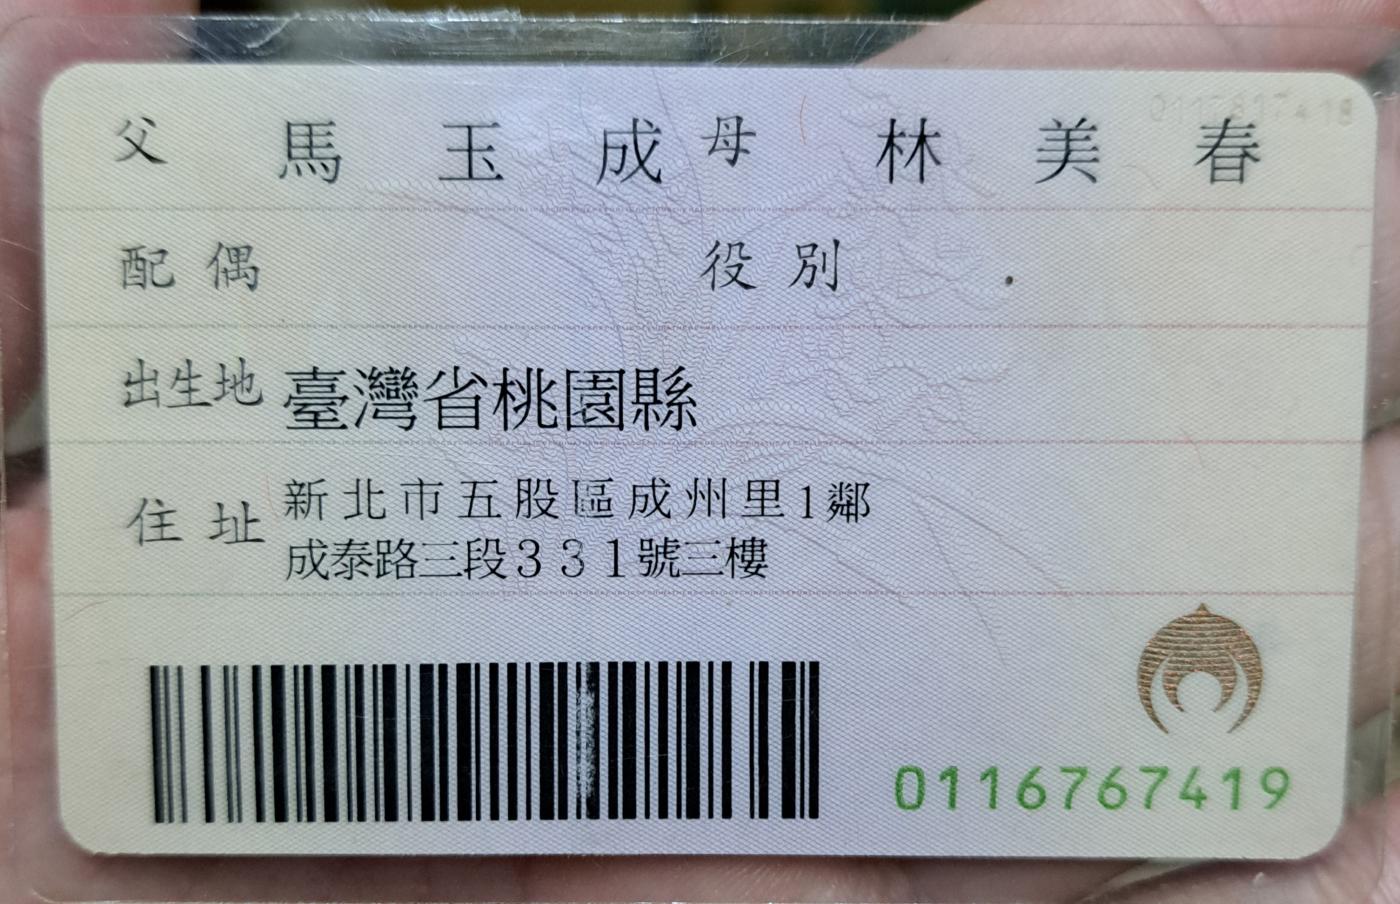 父 馬玉成 母 林美春
配偶 役別
出生地 臺灣省桃園縣
住址 新北市五股區成州里1鄰
成泰路三段331號三樓
0116767419